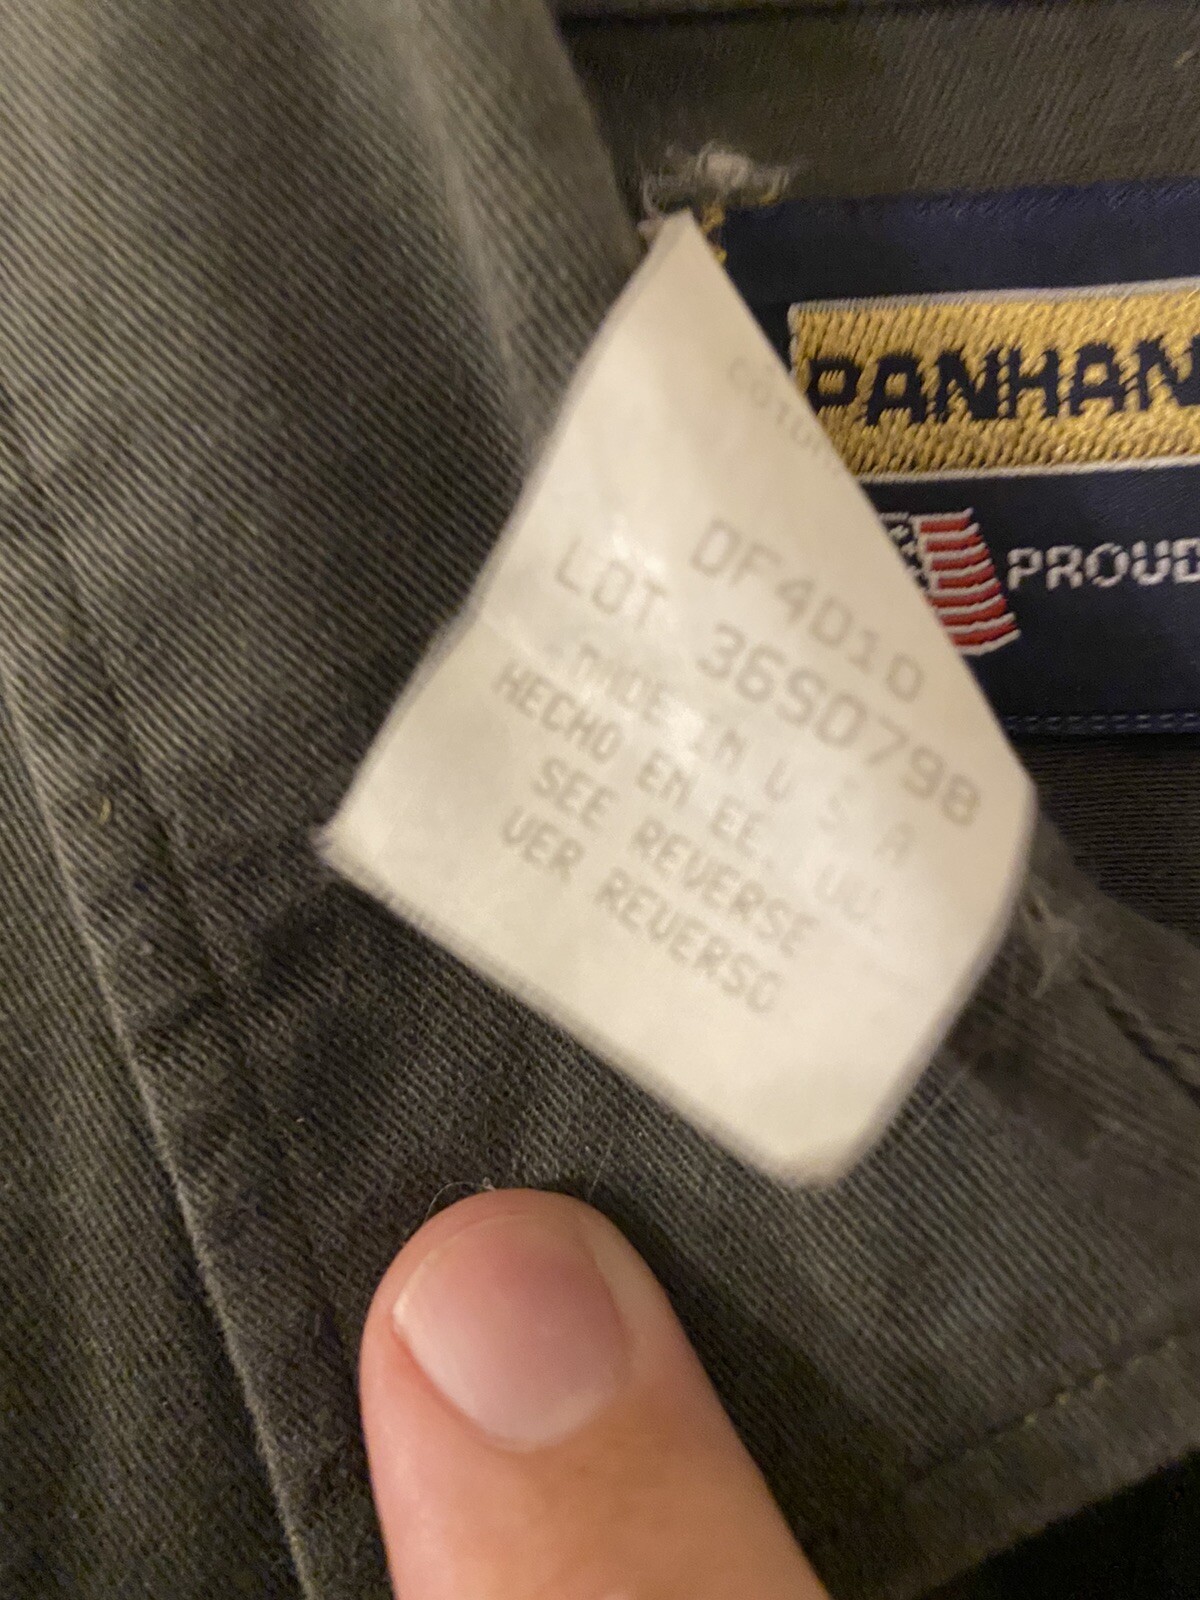 PANHAN
PROUD
DF4010
LOT 36S0798
MADE IN U S A
HECHO EN EE. UU.
SEE REVERSE
VER REVERSO